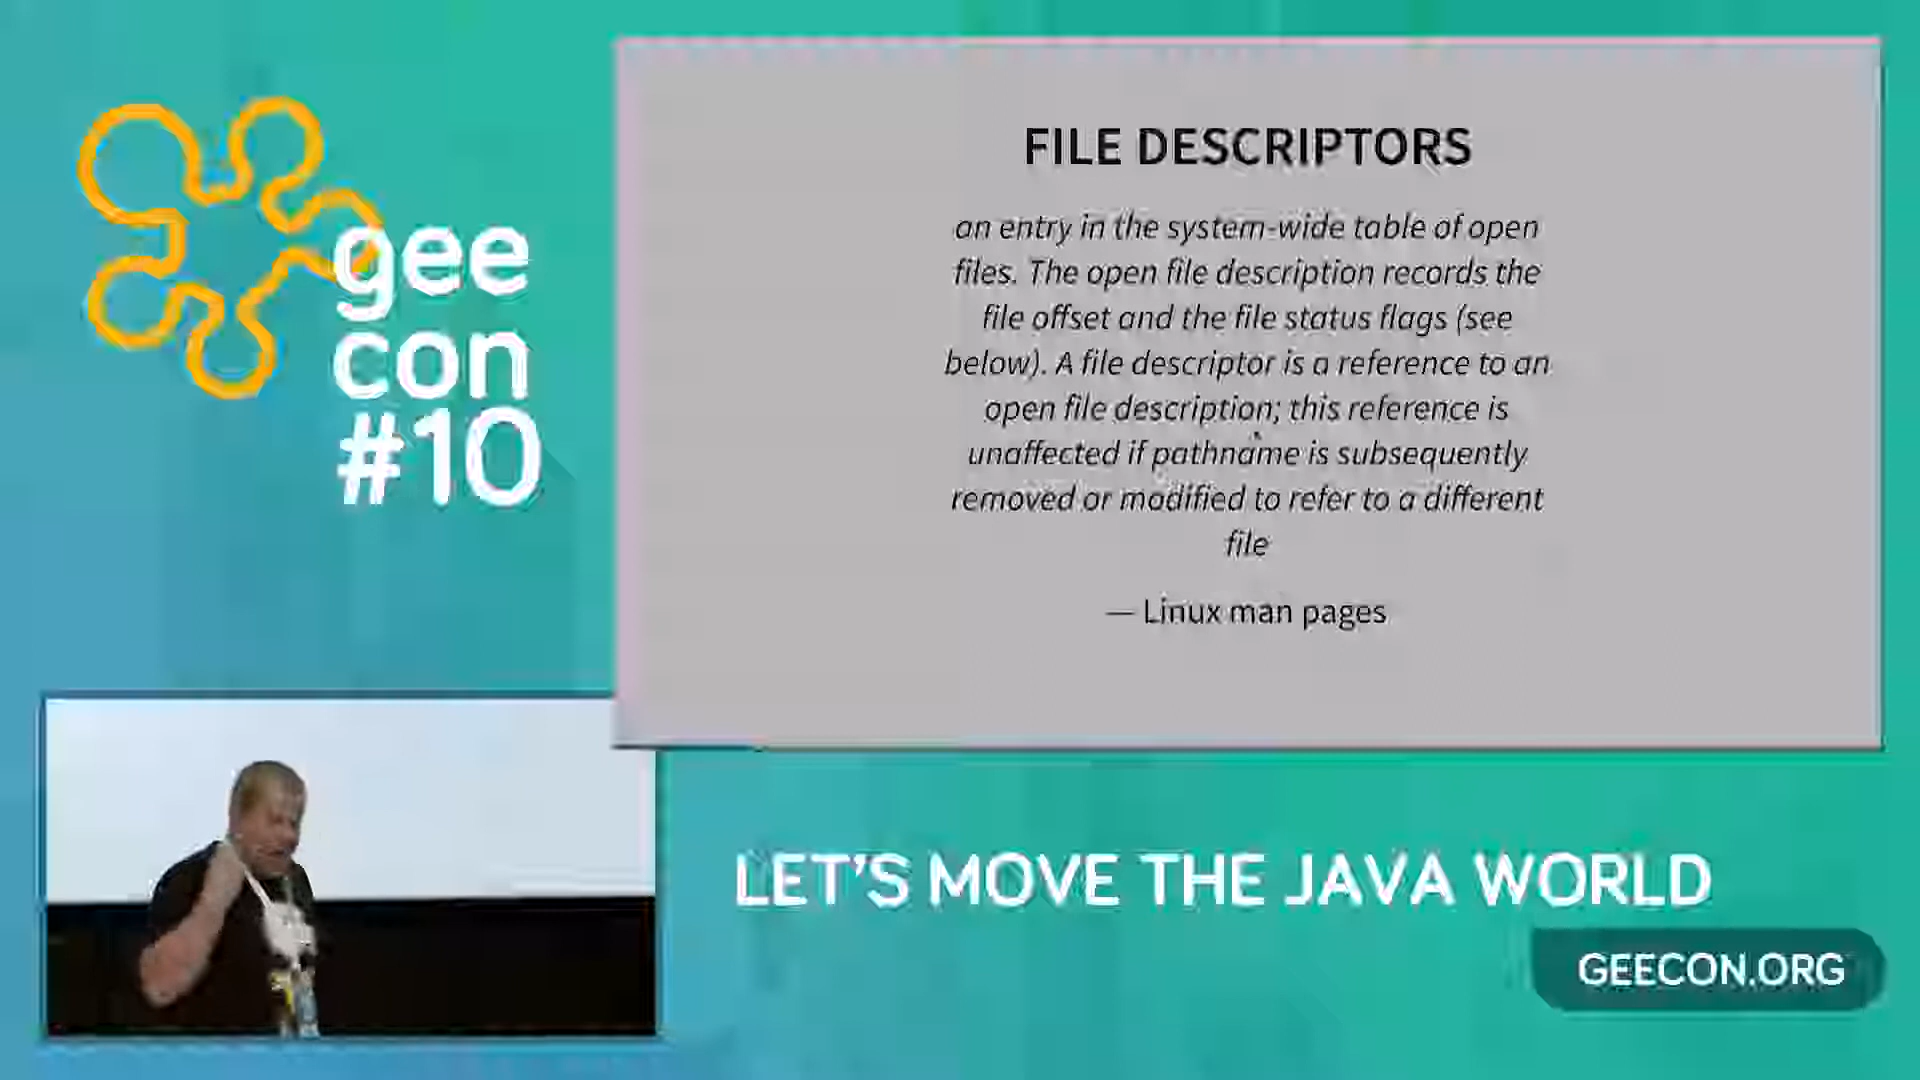 gee
con
#10
FILE DESCRIPTORS
an entry in the system-wide table of open
files. The open file description records the
file offset and the file status flags (see
below). A file descriptor is a reference to an
open file description; this reference is
unaffected if pathname is subsequently
removed or modified to refer to a different
file
— Linux man pages
LET'S MOVE THE JAVA WORLD
GEECON.ORG